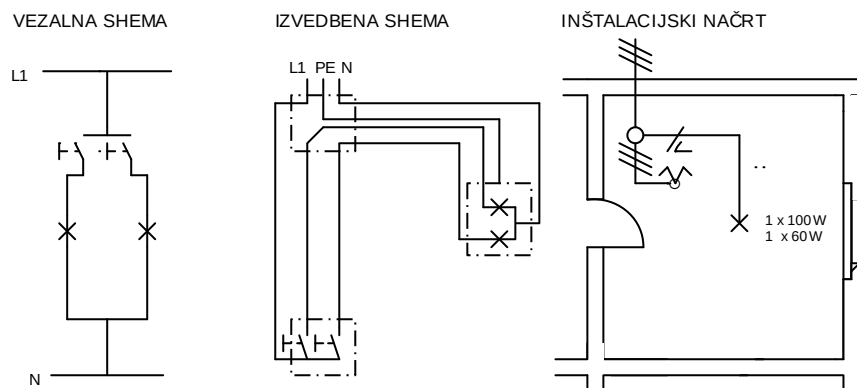 VEZALNA SHEMA
IZVEDBENA SHEMA
INŠTALACIJSKI NAČRT
L1
N
L1 PE N
1 x 100W
1 x 60W